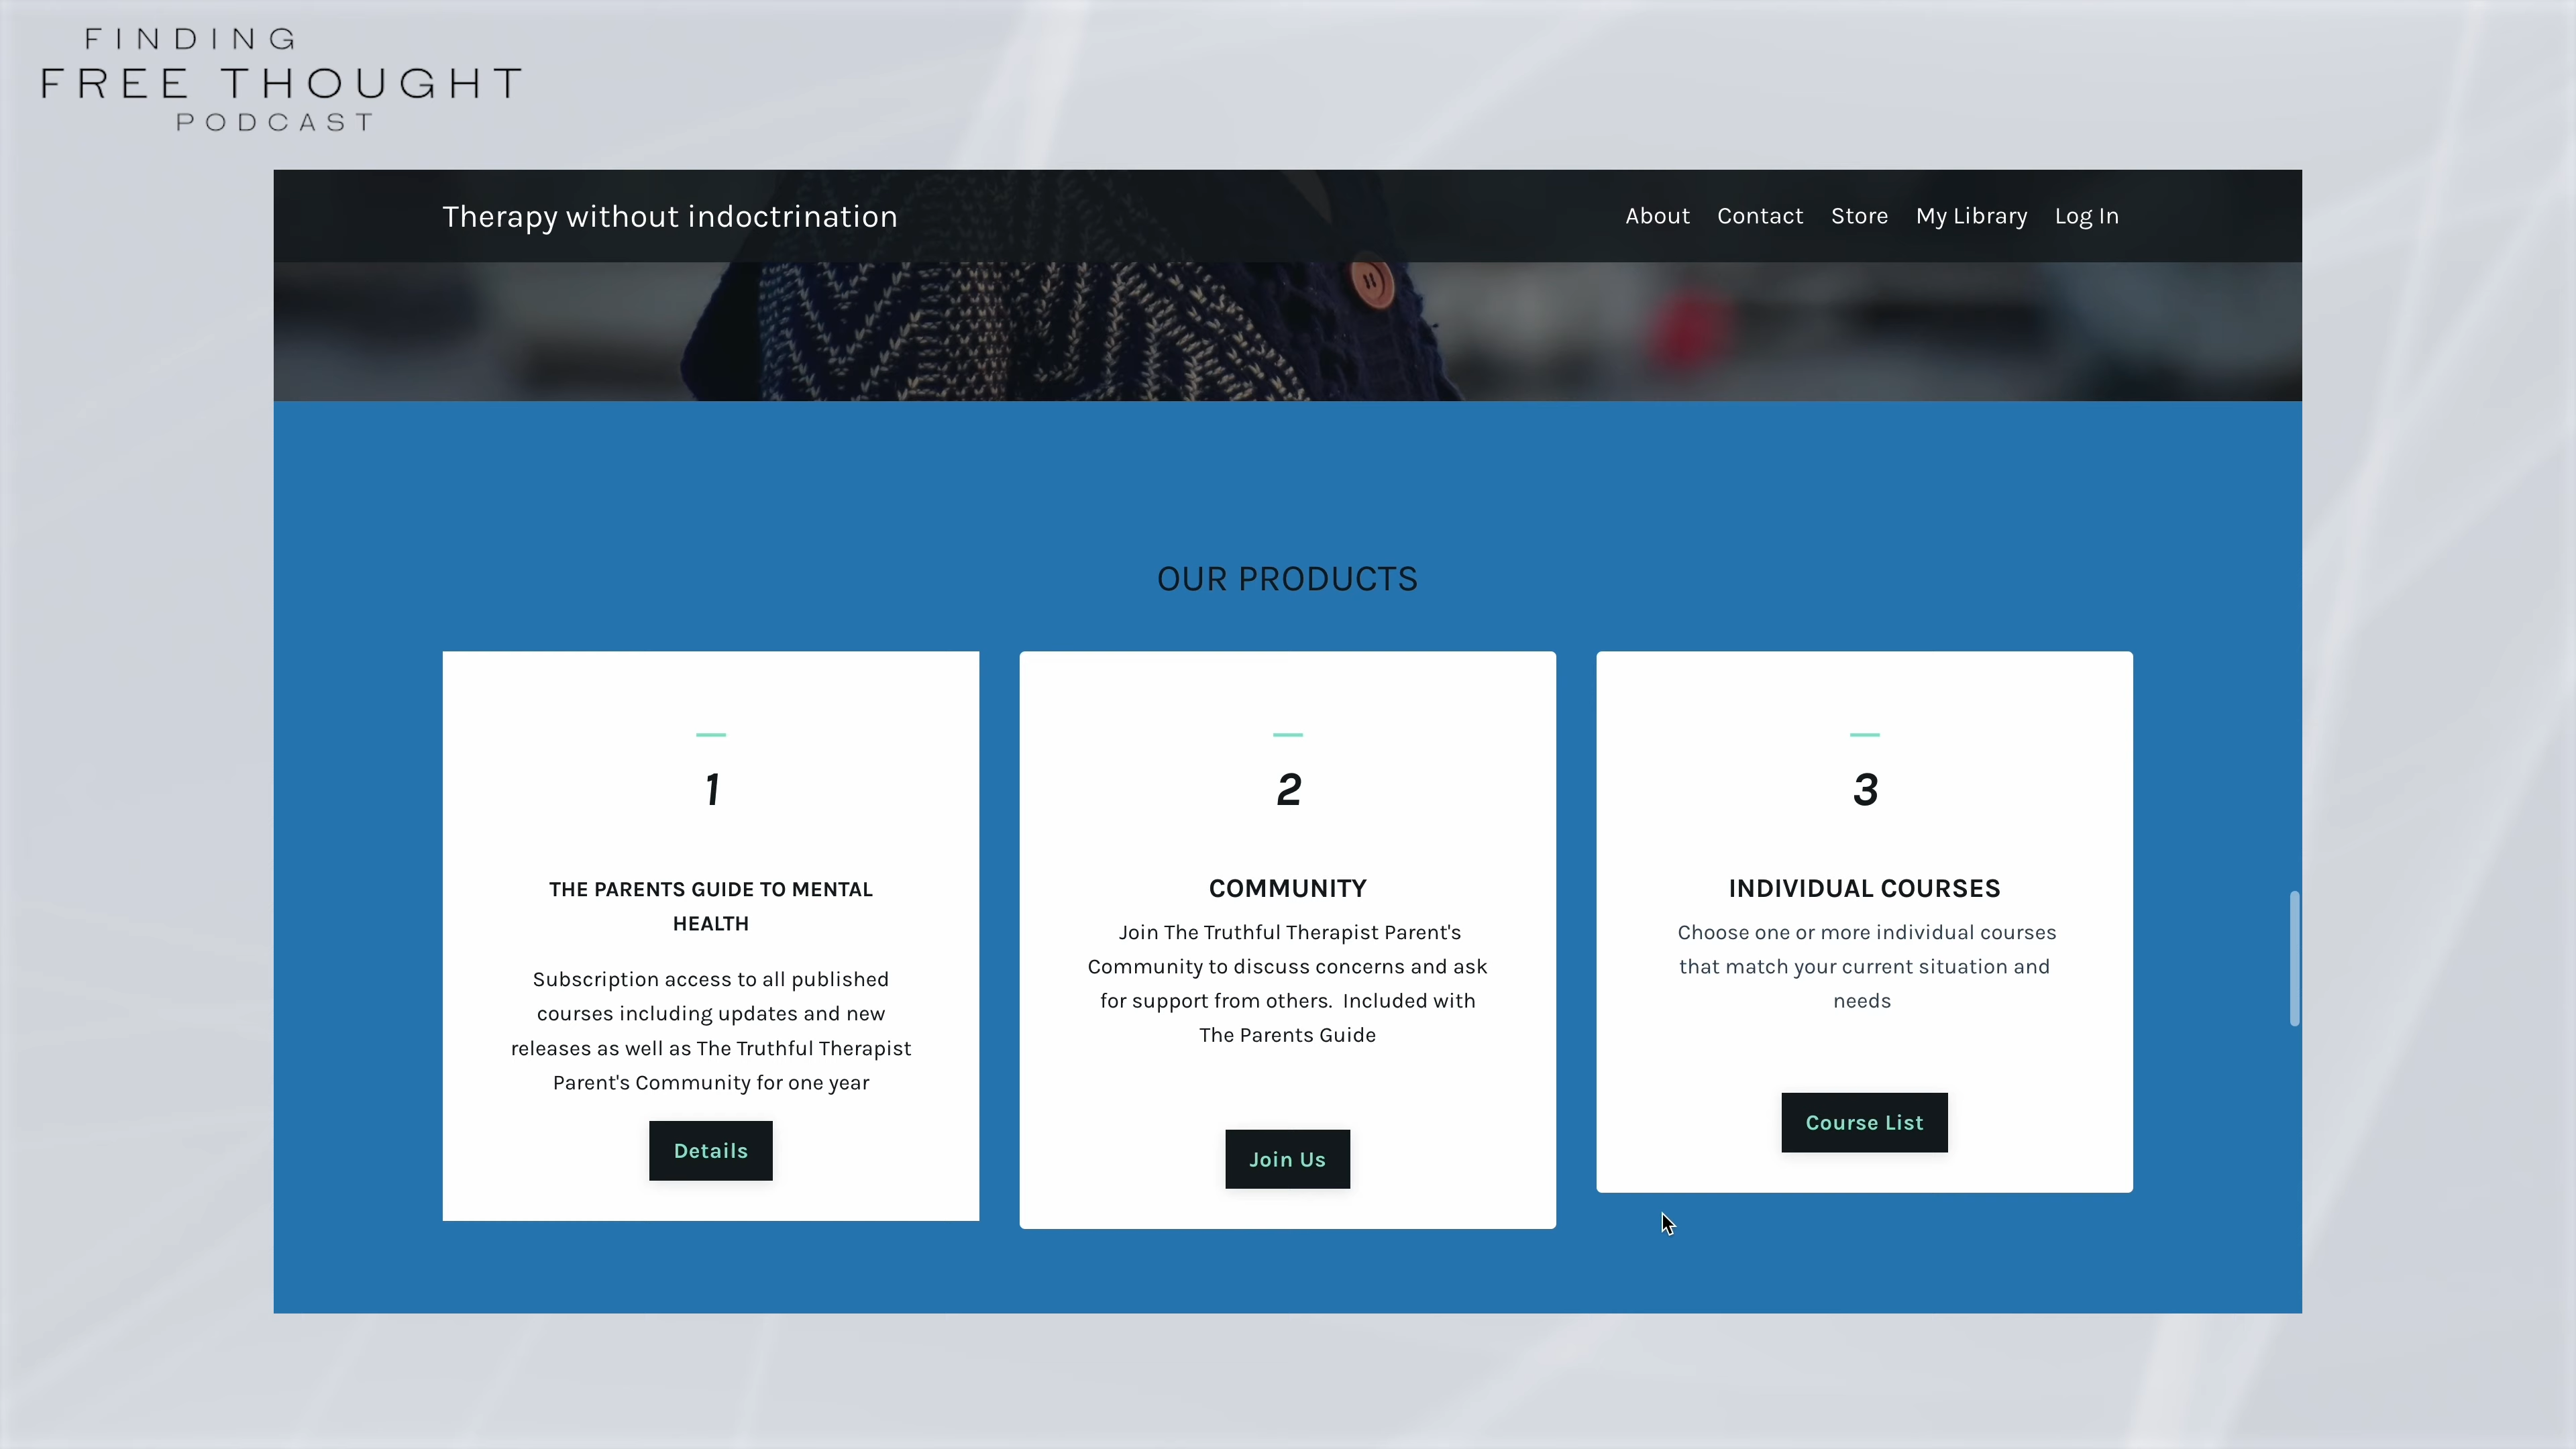 FINDING
FREE THOUGHT
PODCAST
Therapy without indoctrination
About Contact Store My Library Log In
OUR PRODUCTS
1
THE PARENTS GUIDE TO MENTAL
HEALTH
Subscription access to all published
courses including updates and new
releases as well as The Truthful Therapist
Parent's Community for one year
Details
2
COMMUNITY
Join The Truthful Therapist Parent's
Community to discuss concerns and ask
for support from others. Included with
The Parents Guide
Join Us
3
INDIVIDUAL COURSES
Choose one or more individual courses
that match your current situation and
needs
Course List